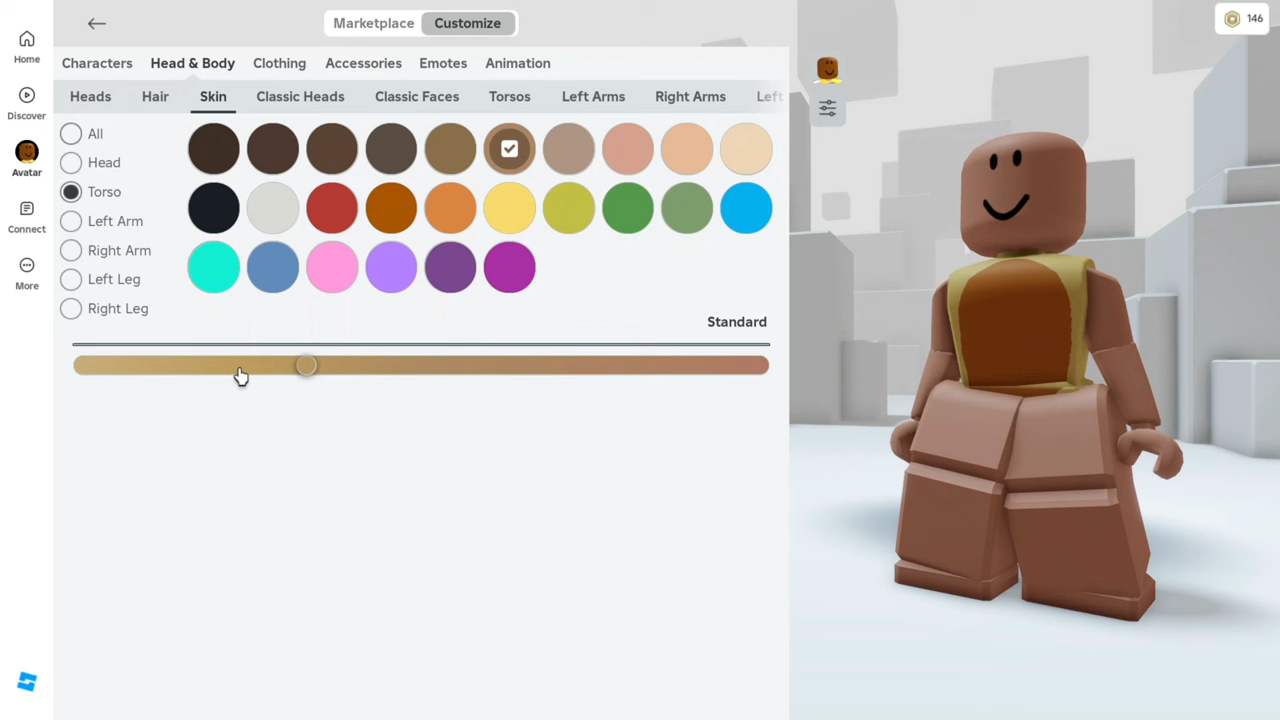 Marketplace Customize
146
Home
Discover
Avatar
Connect
More
Characters Head & Body Clothing Accessories Emotes Animation
Heads Hair Skin Classic Heads Classic Faces Torsos Left Arms Right Arms Left
All
Head
Torso
Left Arm
Right Arm
Left Leg
Right Leg
Standard